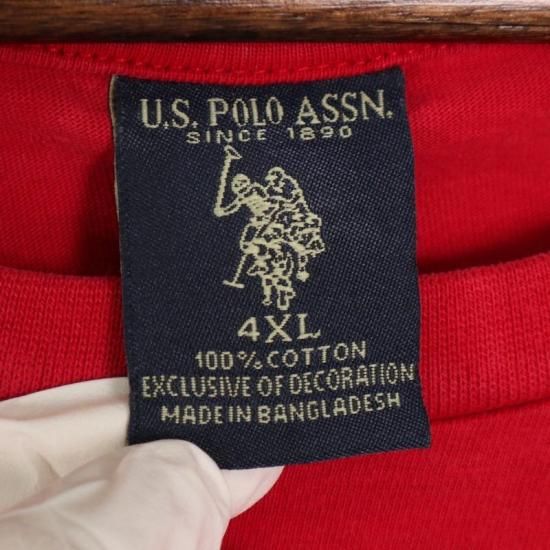 U.S. POLO ASSN.
SINCE 1890
4XL
100% COTTON
EXCLUSIVE OF DECORATION
MADE IN BANGLADESH